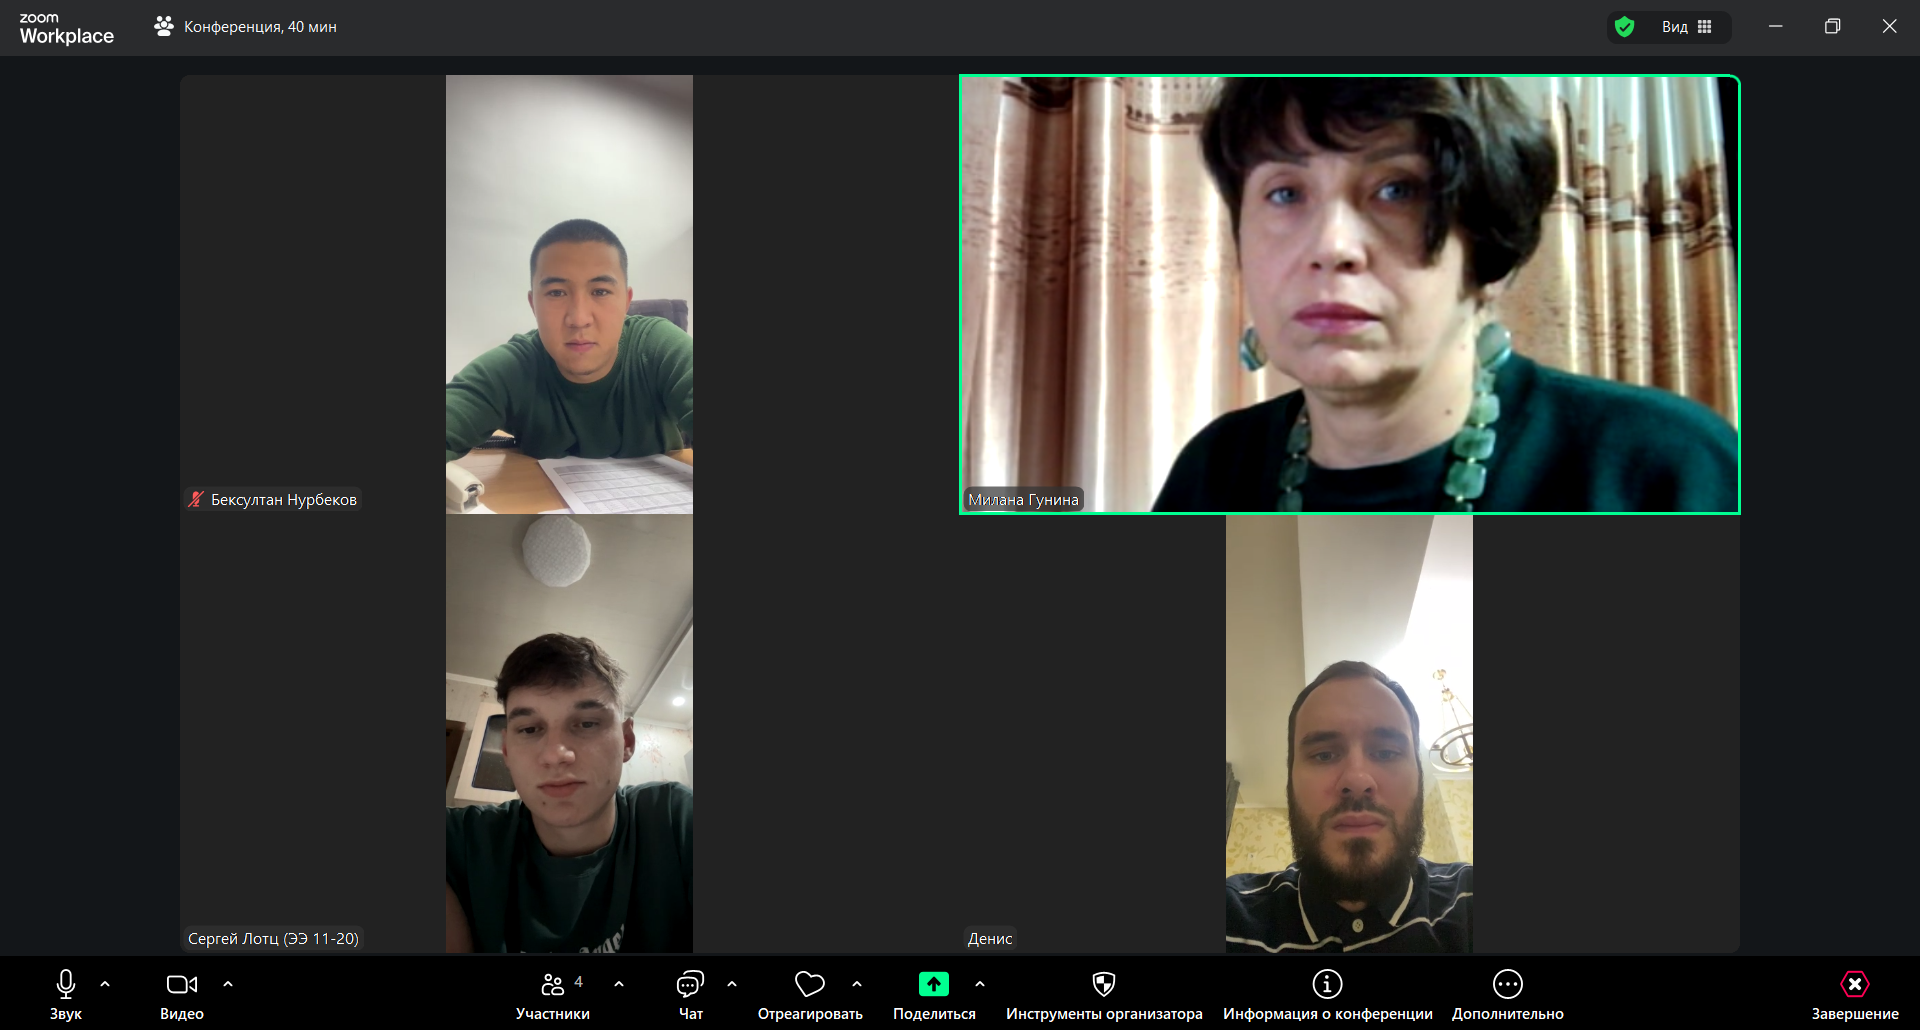 zoom
Workplace
Конференция, 40 мин
Вид
Бексултан Нурбеков
Милана Гунина
Сергей Лотц (ЭЭ 11-20)
Денис
4
Звук
Видео
Участники
Чат
Отреагировать
Поделиться
Инструменты организатора
Информация о конференции
Дополнительно
Завершение